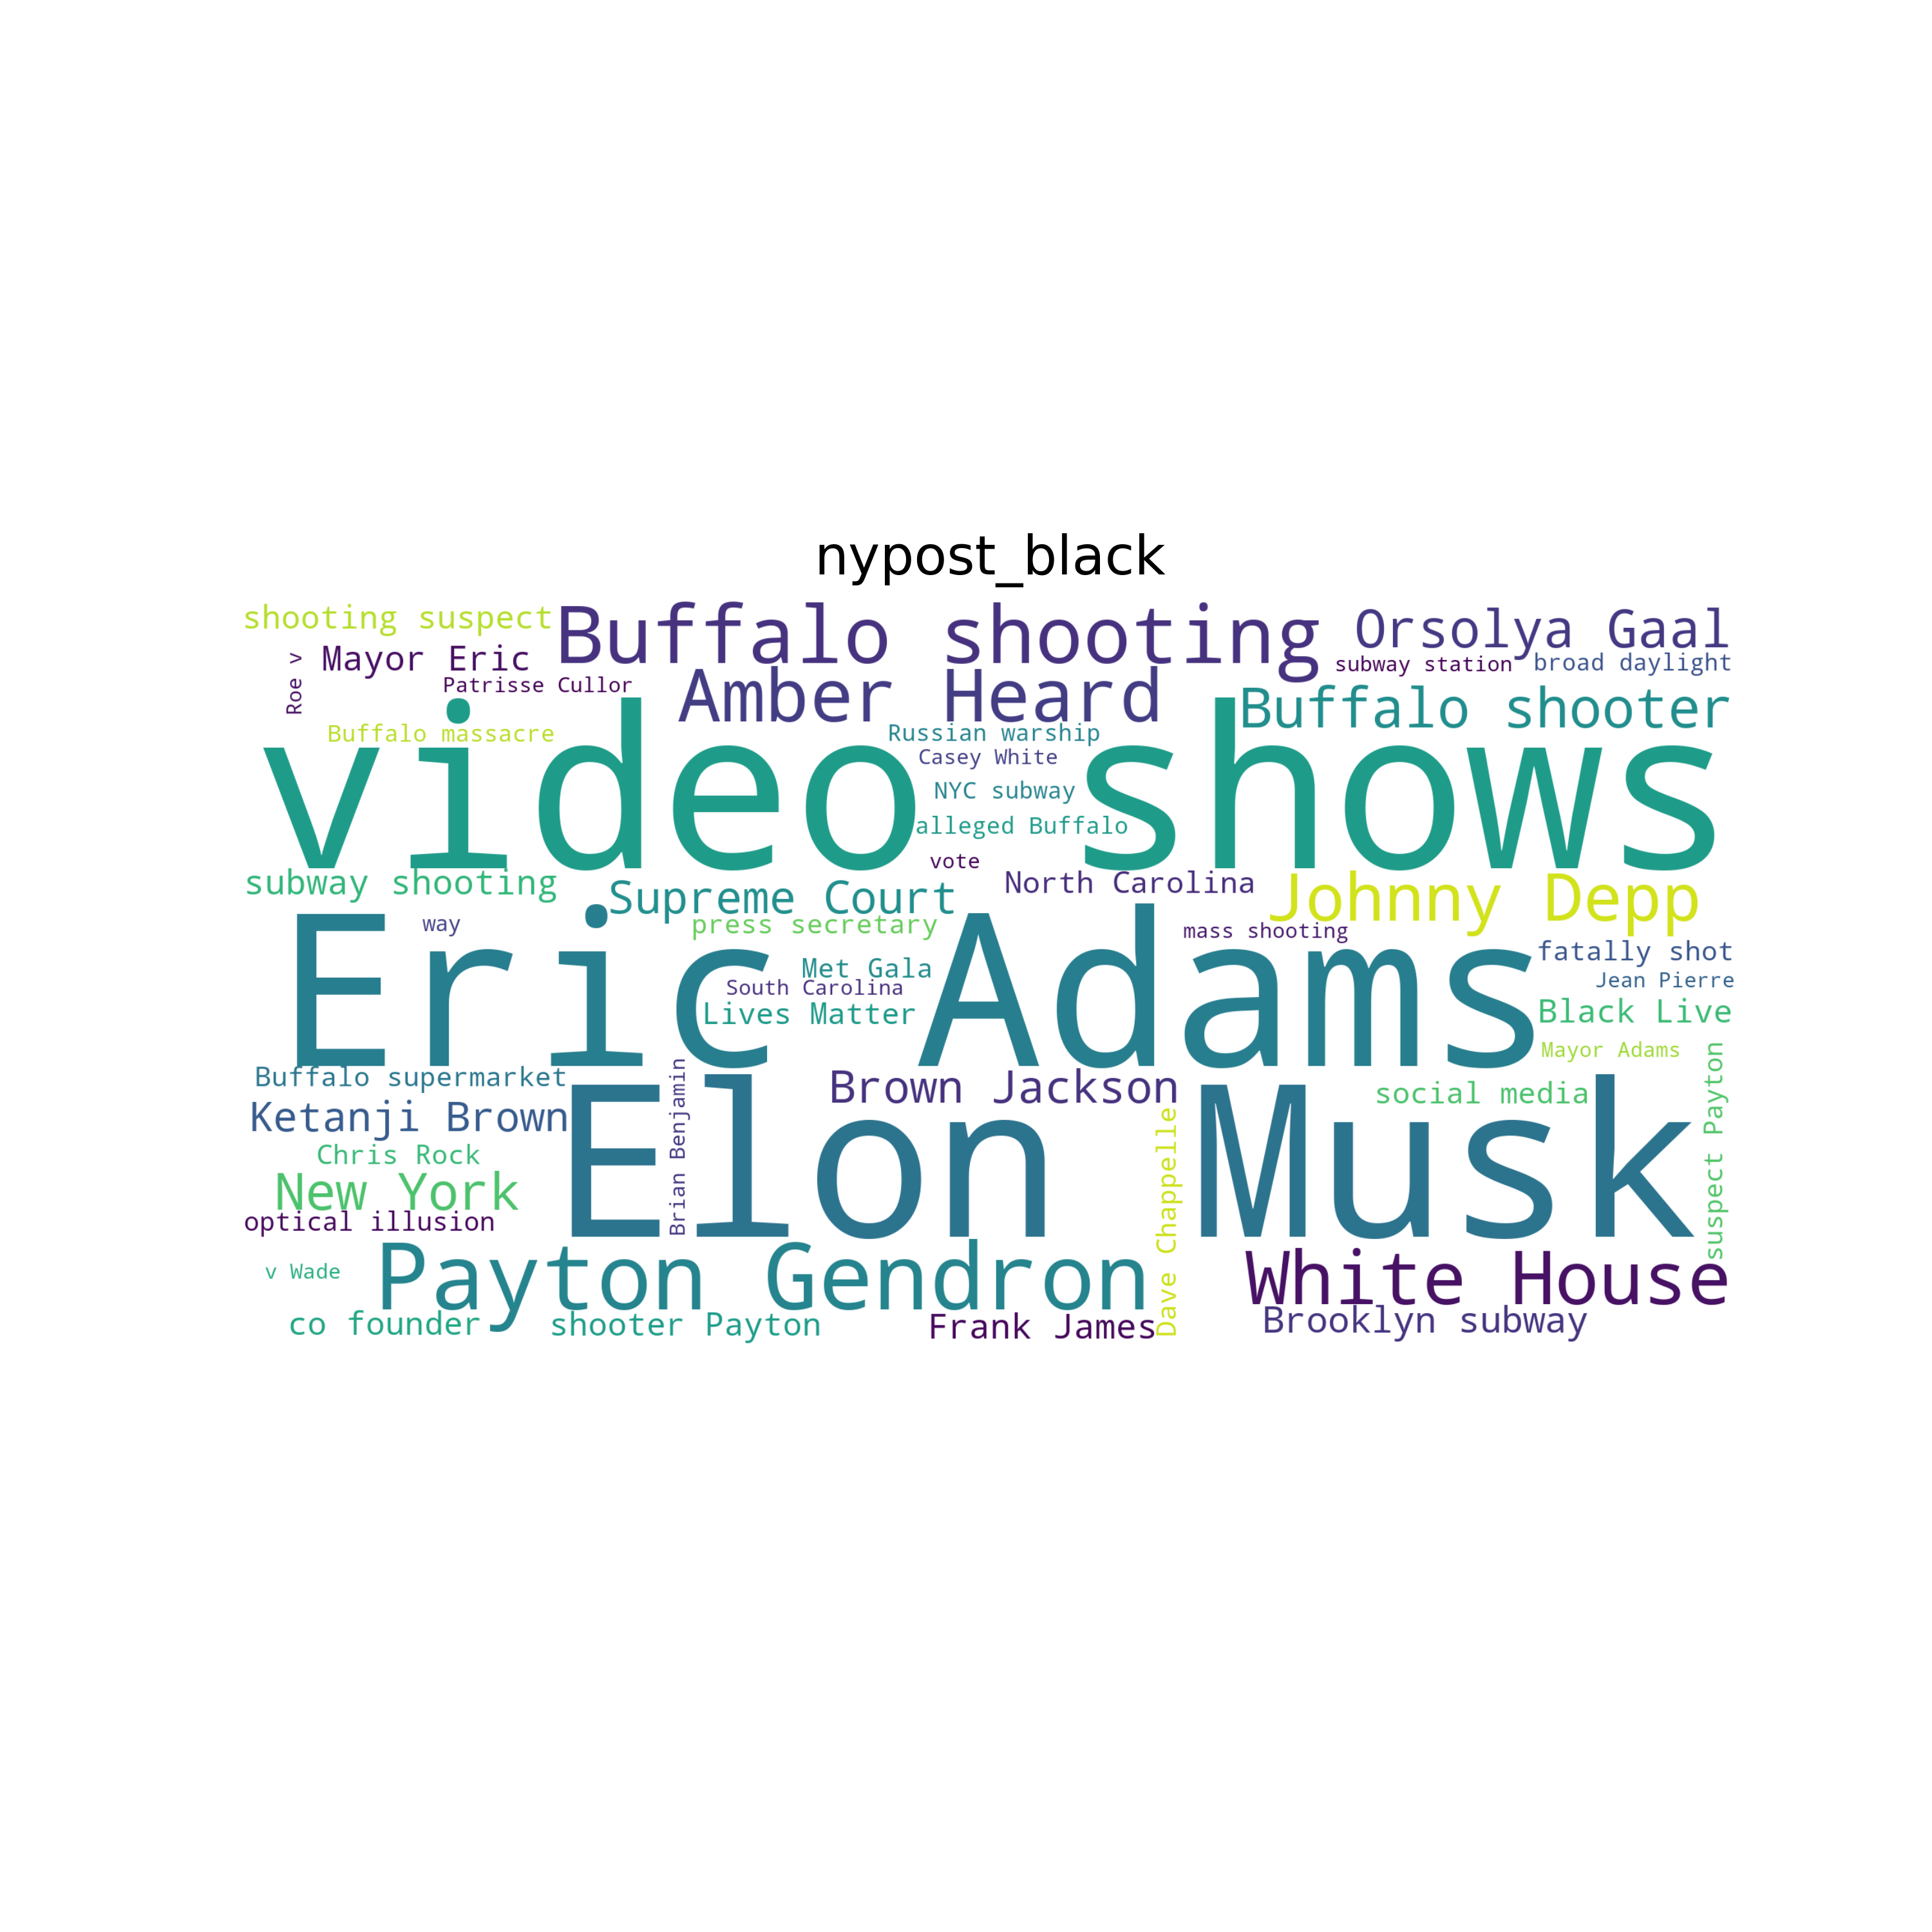 nypost_black
shooting suspect
Buffalo shooting
Orsolya Gaal
Roe v
Mayor Eric
Patrisse Cullor
Amber Heard
subway station
broad daylight
Buffalo shooter
Buffalo massacre
Russian warship
video shows
Casey White
NYC subway
alleged Buffalo
vote
subway shooting
Supreme Court
North Carolina
Johnny Depp
way
press secretary
mass shooting
Eric Adams
fatally shot
Met Gala
South Carolina
Jean Pierre
Lives Matter
Black Live
Mayor Adams
Buffalo supermarket
Brown Jackson
social media
suspect Payton
Ketanji Brown
Brian Benjamin
Elon Musk
Dave Chappelle
Chris Rock
New York
optical illusion
v Wade
Payton Gendron
White House
co founder
shooter Payton
Frank James
Brooklyn subway